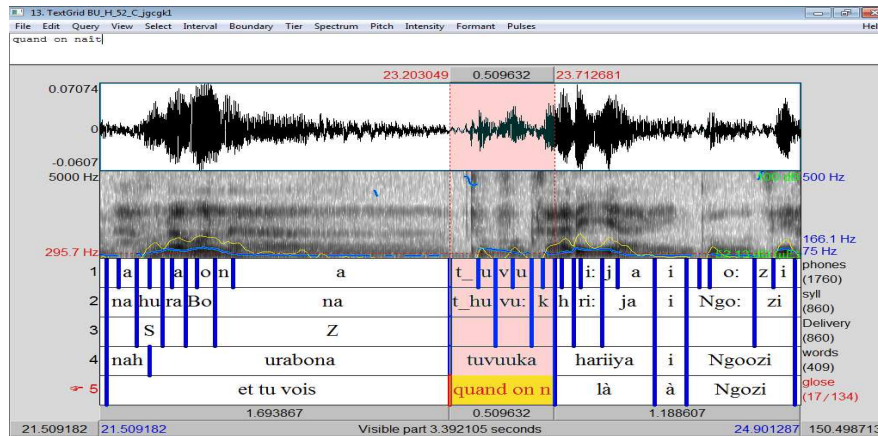 13. TextGrid BU_H_52_C_jgcgk1
File Edit Query View Select Interval Boundary Tier Spectrum Pitch Intensity Formant Pulses Hel
quand on nait
23.203049 0.509632 23.712681
0.07074
0
-0.0607
5000 Hz 500 Hz
166.1 Hz
295.7 Hz 75 Hz
1 a a o n a t_ u v u i: j a i o: z i phones (1760)
2 na hu ra Bo na t_hu vu: k h ri: ja i Ngo: zi syll (860)
3 S Z Delivery (860)
4 nah urabona tuvuuka hariiya i Ngoozi words (409)
5 et tu vois quand on n là à Ngozi glose (17/134)
1.693867 0.509632 1.188607
21.509182 21.509182 Visible part 3.392105 seconds 24.901287 150.498713